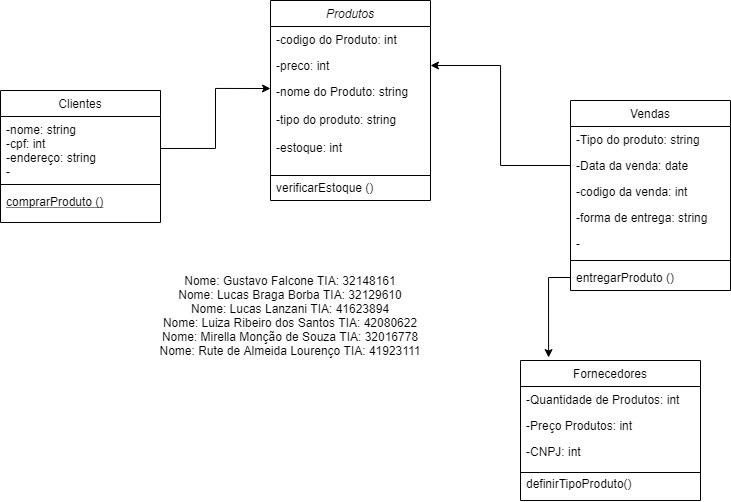 Produtos
-codigo do Produto: int
-preco: int
-nome do Produto: string
-tipo do produto: string
-estoque: int
verificarEstoque ()
Clientes
-nome: string
-cpf: int
-endereço: string
-
comprarProduto ()
Vendas
-Tipo do produto: string
-Data da venda: date
-codigo da venda: int
-forma de entrega: string
-
entregarProduto ()
Nome: Gustavo Falcone TIA: 32148161
Nome: Lucas Braga Borba TIA: 32129610
Nome: Lucas Lanzani TIA: 41623894
Nome: Luiza Ribeiro dos Santos TIA: 42080622
Nome: Mirella Monção de Souza TIA: 32016778
Nome: Rute de Almeida Lourenço TIA: 41923111
Fornecedores
-Quantidade de Produtos: int
-Preço Produtos: int
-CNPJ: int
definirTipoProduto()